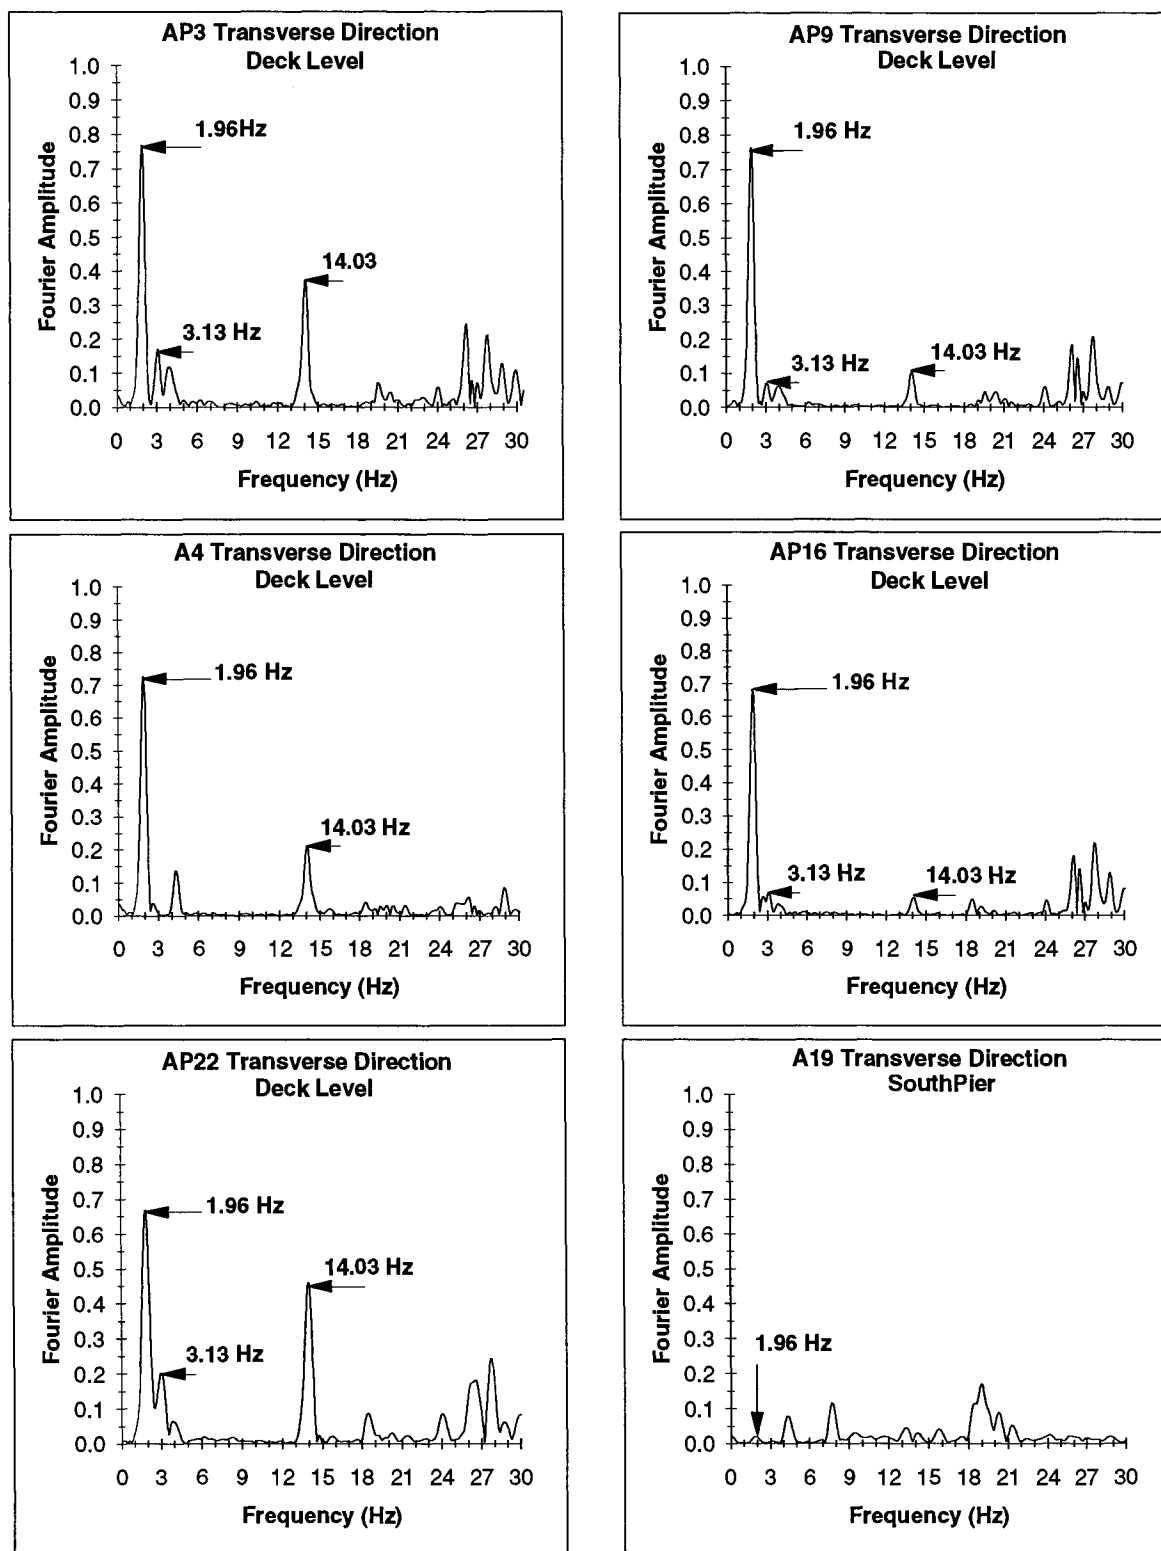 AP3 Transverse Direction
Deck Level
1.0
0.9
0.8
0.7
0.6
0.5
0.4
0.3
0.2
0.1
0.0
Fourier Amplitude
1.96Hz
3.13 Hz
14.03
0 3 6 9 12 15 18 21 24 27 30
Frequency (Hz)
AP9 Transverse Direction
Deck Level
1.0
0.9
0.8
0.7
0.6
0.5
0.4
0.3
0.2
0.1
0.0
Fourier Amplitude
1.96 Hz
3.13 Hz
14.03 Hz
0 3 6 9 12 15 18 21 24 27 30
Frequency (Hz)
A4 Transverse Direction
Deck Level
1.0
0.9
0.8
0.7
0.6
0.5
0.4
0.3
0.2
0.1
0.0
Fourier Amplitude
1.96 Hz
14.03 Hz
0 3 6 9 12 15 18 21 24 27 30
Frequency (Hz)
AP16 Transverse Direction
Deck Level
1.0
0.9
0.8
0.7
0.6
0.5
0.4
0.3
0.2
0.1
0.0
Fourier Amplitude
1.96 Hz
3.13 Hz
14.03 Hz
0 3 6 9 12 15 18 21 24 27 30
Frequency (Hz)
AP22 Transverse Direction
Deck Level
1.0
0.9
0.8
0.7
0.6
0.5
0.4
0.3
0.2
0.1
0.0
Fourier Amplitude
1.96 Hz
3.13 Hz
14.03 Hz
0 3 6 9 12 15 18 21 24 27 30
Frequency (Hz)
A19 Transverse Direction
SouthPier
1.0
0.9
0.8
0.7
0.6
0.5
0.4
0.3
0.2
0.1
0.0
Fourier Amplitude
1.96 Hz
0 3 6 9 12 15 18 21 24 27 30
Frequency (Hz)